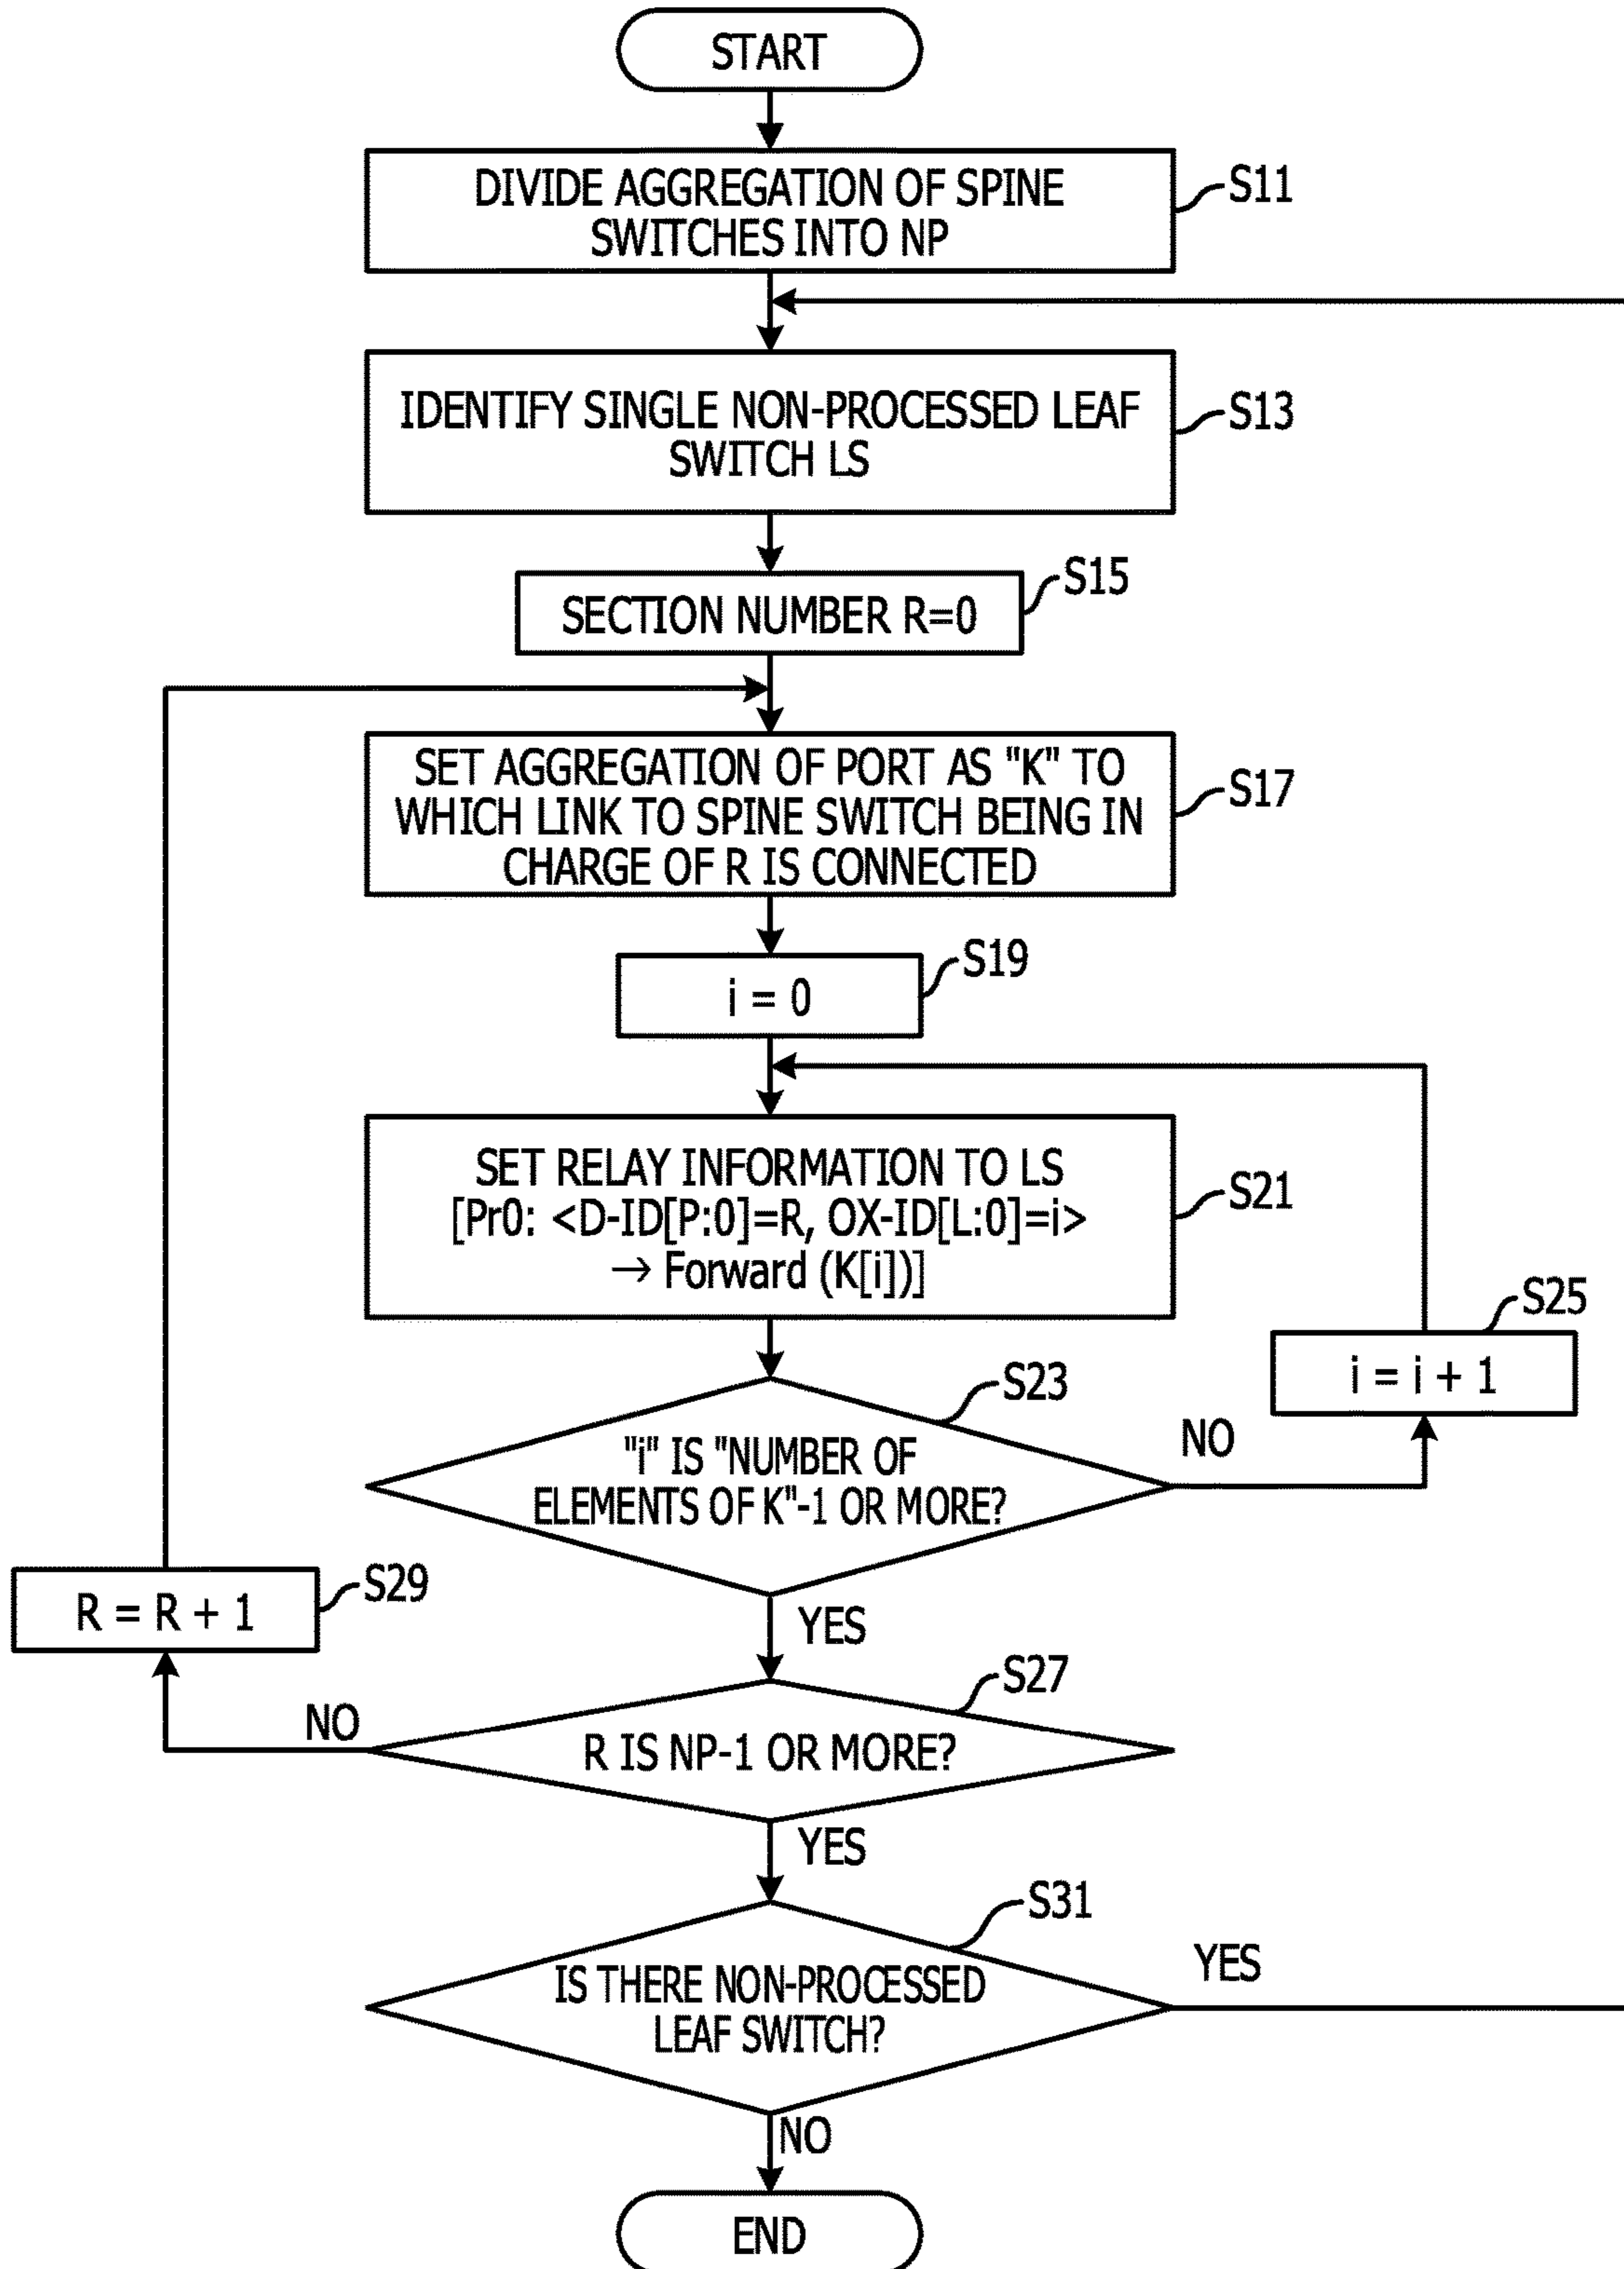 START
DIVIDE AGGREGATION OF SPINE
SWITCHES INTO NP
S11
IDENTIFY SINGLE NON-PROCESSED LEAF
SWITCH LS
S13
SECTION NUMBER R=0
S15
SET AGGREGATION OF PORT AS "K" TO
WHICH LINK TO SPINE SWITCH BEING IN
CHARGE OF R IS CONNECTED
S17
i = 0
S19
SET RELAY INFORMATION TO LS
[Pr0: <D-ID[P:0]=R, OX-ID[L:0]=i>
→ Forward (K[i])]
S21
S25
i = i + 1
S23
"i" IS "NUMBER OF
ELEMENTS OF K"-1 OR MORE?
NO
YES
S29
R = R + 1
S27
R IS NP-1 OR MORE?
NO
YES
S31
IS THERE NON-PROCESSED
LEAF SWITCH?
YES
NO
END